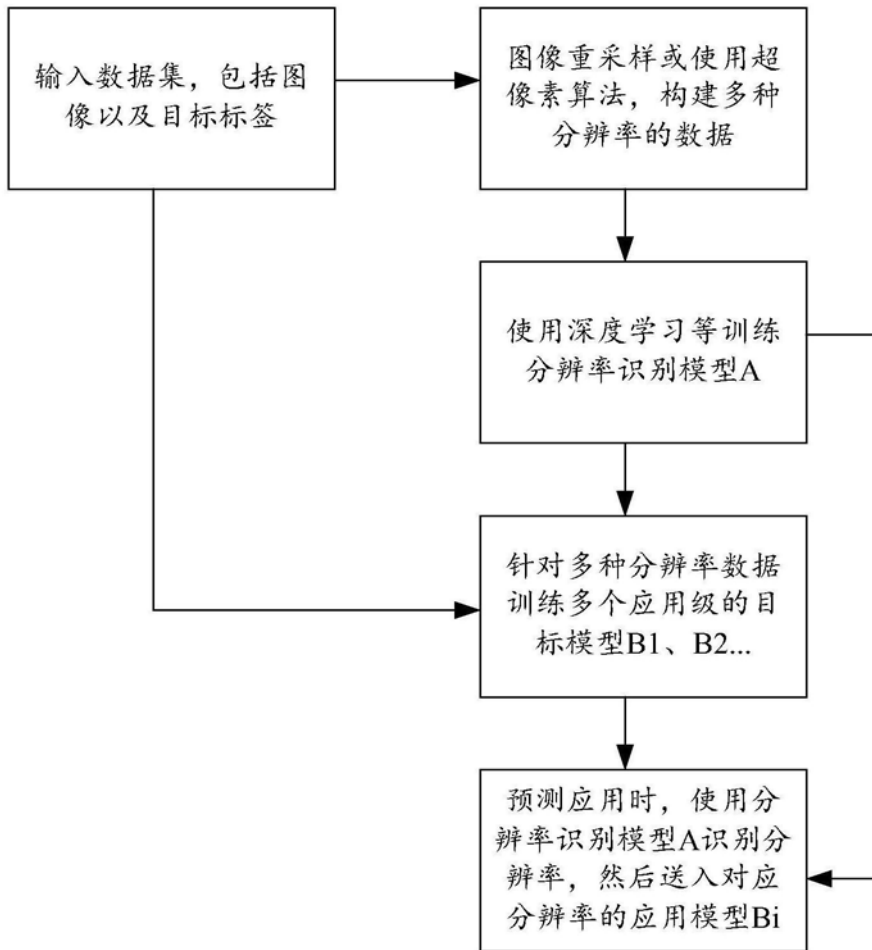 输入数据集，包括图
像以及目标标签
图像重采样或使用超
像素算法，构建多种
分辨率的数据
使用深度学习等训练
分辨率识别模型A
针对多种分辨率数据
训练多个应用级的目
标模型B1、B2...
预测应用时，使用分
辨率识别模型A识别分
辨率，然后送入对应
分辨率的应用模型Bi